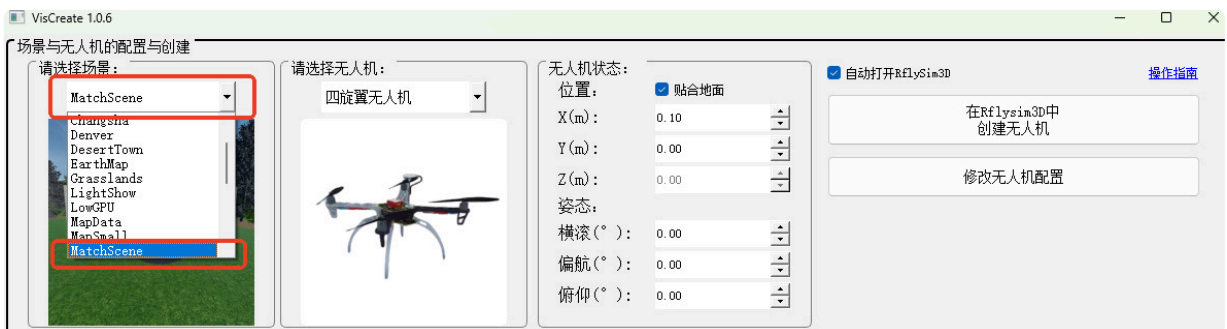 VisCreate 1.0.6
场景与无人机的配置与创建
请选择场景:
MatchScene
Changsha
Denver
DesertTown
EarthMap
Grasslands
LightShow
LowGPU
MapData
MapSmall
MatchScene
请选择无人机:
四旋翼无人机
无人机状态:
位置:
贴合地面
X(m): 0.10
Y(m): 0.00
Z(m): 0.00
姿态:
横滚(°): 0.00
偏航(°): 0.00
俯仰(°): 0.00
自动打开RflySim3D
操作指南
在Rflysim3D中
创建无人机
修改无人机配置